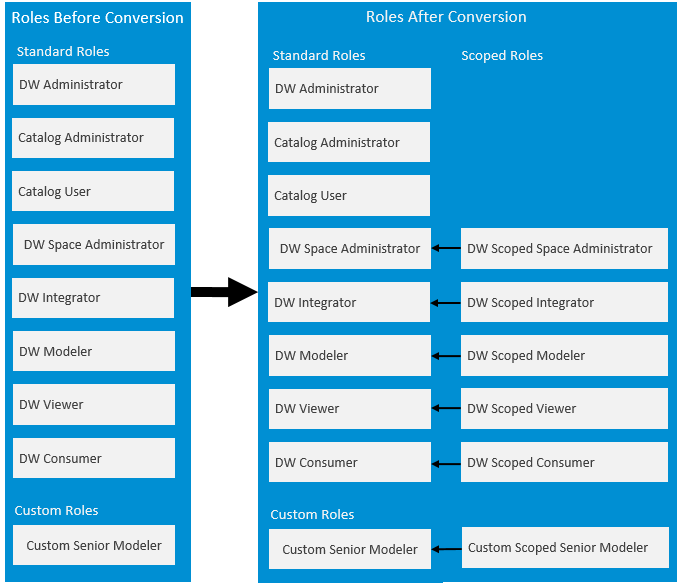 Roles Before Conversion
Standard Roles
DW Administrator
Catalog Administrator
Catalog User
DW Space Administrator
DW Integrator
DW Modeler
DW Viewer
DW Consumer
Custom Roles
Custom Senior Modeler
Roles After Conversion
Standard Roles
Scoped Roles
DW Administrator
Catalog Administrator
Catalog User
DW Space Administrator
DW Scoped Space Administrator
DW Integrator
DW Scoped Integrator
DW Modeler
DW Scoped Modeler
DW Viewer
DW Scoped Viewer
DW Consumer
DW Scoped Consumer
Custom Roles
Custom Senior Modeler
Custom Scoped Senior Modeler